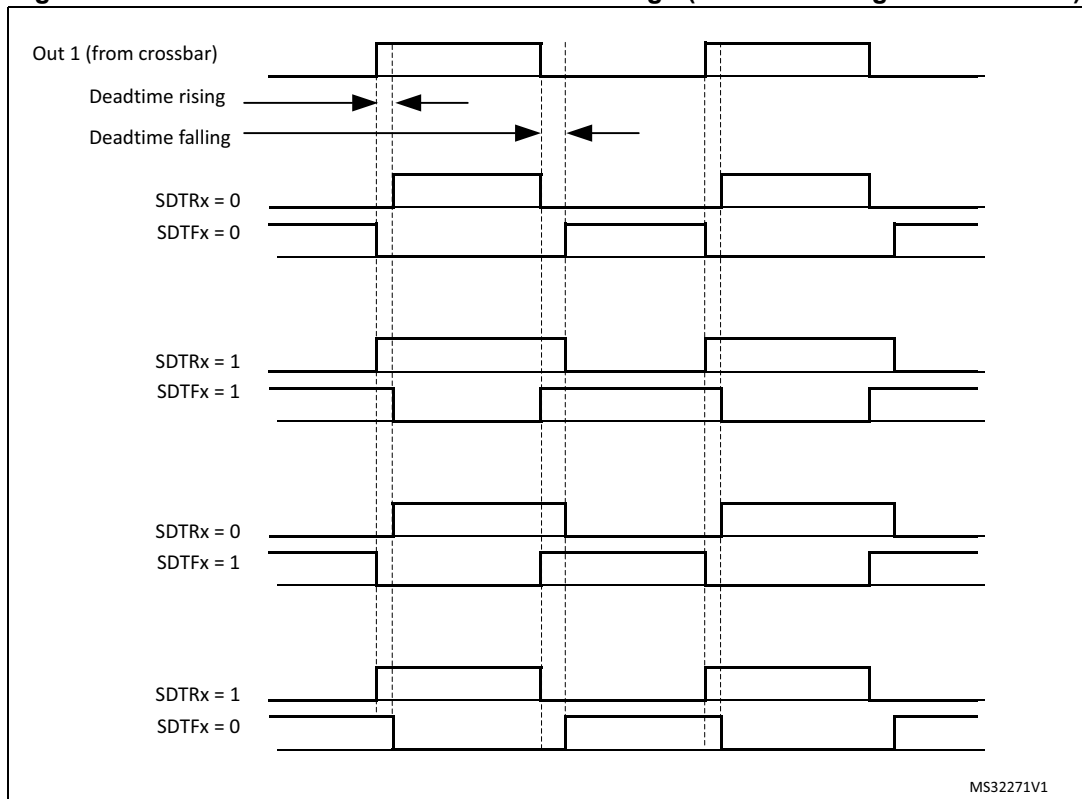 Out 1 (from crossbar)
Deadtime rising
Deadtime falling
SDTRx = 0
SDTFx = 0
SDTRx = 1
SDTFx = 1
SDTRx = 0
SDTFx = 1
SDTRx = 1
SDTFx = 0
MS32271V1